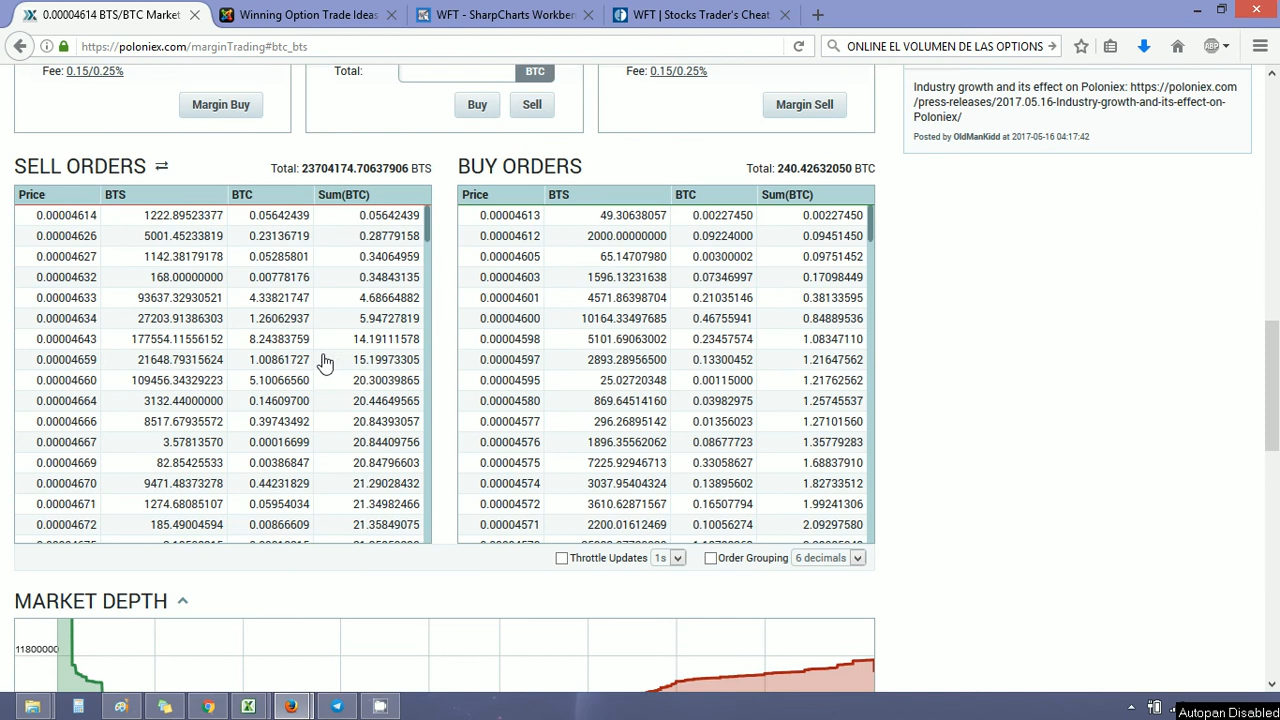 0.00004614 BTS/BTC Market
Winning Option Trade Ideas
WFT - SharpCharts Workben
WFT | Stocks Trader's Cheat
https://poloniex.com/marginTrading#btc_bts
ONLINE EL VOLUMEN DE LAS OPTIONS
ABP
Fee: 0.15/0.25%
Total: BTC
Fee: 0.15/0.25%
Margin Buy
Buy Sell
Margin Sell
Industry growth and its effect on Poloniex: https://poloniex.com
/press-releases/2017.05.16-Industry-growth-and-its-effect-on-
Poloniex/
Posted by OldManKidd at 2017-05-16 04:17:42
SELL ORDERS Total: 23704174.70637906 BTS
Price BTS BTC Sum(BTC)
0.00004614 1222.89523377 0.05642439 0.05642439
0.00004626 5001.45233819 0.23136719 0.28779158
0.00004627 1142.38179178 0.05285801 0.34064959
0.00004632 168.00000000 0.00778176 0.34843135
0.00004633 93637.32930521 4.33821747 4.68664882
0.00004634 27203.91386303 1.26062937 5.94727819
0.00004643 177554.11556152 8.24383759 14.19111578
0.00004659 21648.79315624 1.00861727 15.19973305
0.00004660 109456.34329223 5.10066560 20.30039865
0.00004664 3132.44000000 0.14609700 20.44649565
0.00004666 8517.67935572 0.39743492 20.84393057
0.00004667 3.57813570 0.00016699 20.84409756
0.00004669 82.85425533 0.00386847 20.84796603
0.00004670 9471.48373278 0.44231829 21.29028432
0.00004671 1274.68085107 0.05954034 21.34982466
0.00004672 185.49004594 0.00866609 21.35849075
BUY ORDERS Total: 240.42632050 BTC
Price BTS BTC Sum(BTC)
0.00004613 49.30638057 0.00227450 0.00227450
0.00004612 2000.00000000 0.09224000 0.09451450
0.00004605 65.14707980 0.00300002 0.09751452
0.00004603 1596.13231638 0.07346997 0.17098449
0.00004601 4571.86398704 0.21035146 0.38133595
0.00004600 10164.33497685 0.46755941 0.84889536
0.00004598 5101.69063002 0.23457574 1.08347110
0.00004597 2893.28956500 0.13300452 1.21647562
0.00004595 25.02720348 0.00115000 1.21762562
0.00004580 869.64514160 0.03982975 1.25745537
0.00004577 296.26895142 0.01356023 1.27101560
0.00004576 1896.35562062 0.08677723 1.35779283
0.00004575 7225.92946713 0.33058627 1.68837910
0.00004574 3037.95404324 0.13895602 1.82733512
0.00004572 3610.62871567 0.16507794 1.99241306
0.00004571 2200.01612469 0.10056274 2.09297580
Throttle Updates 1s Order Grouping 6 decimals
MARKET DEPTH
11800000
Autopan Disabled